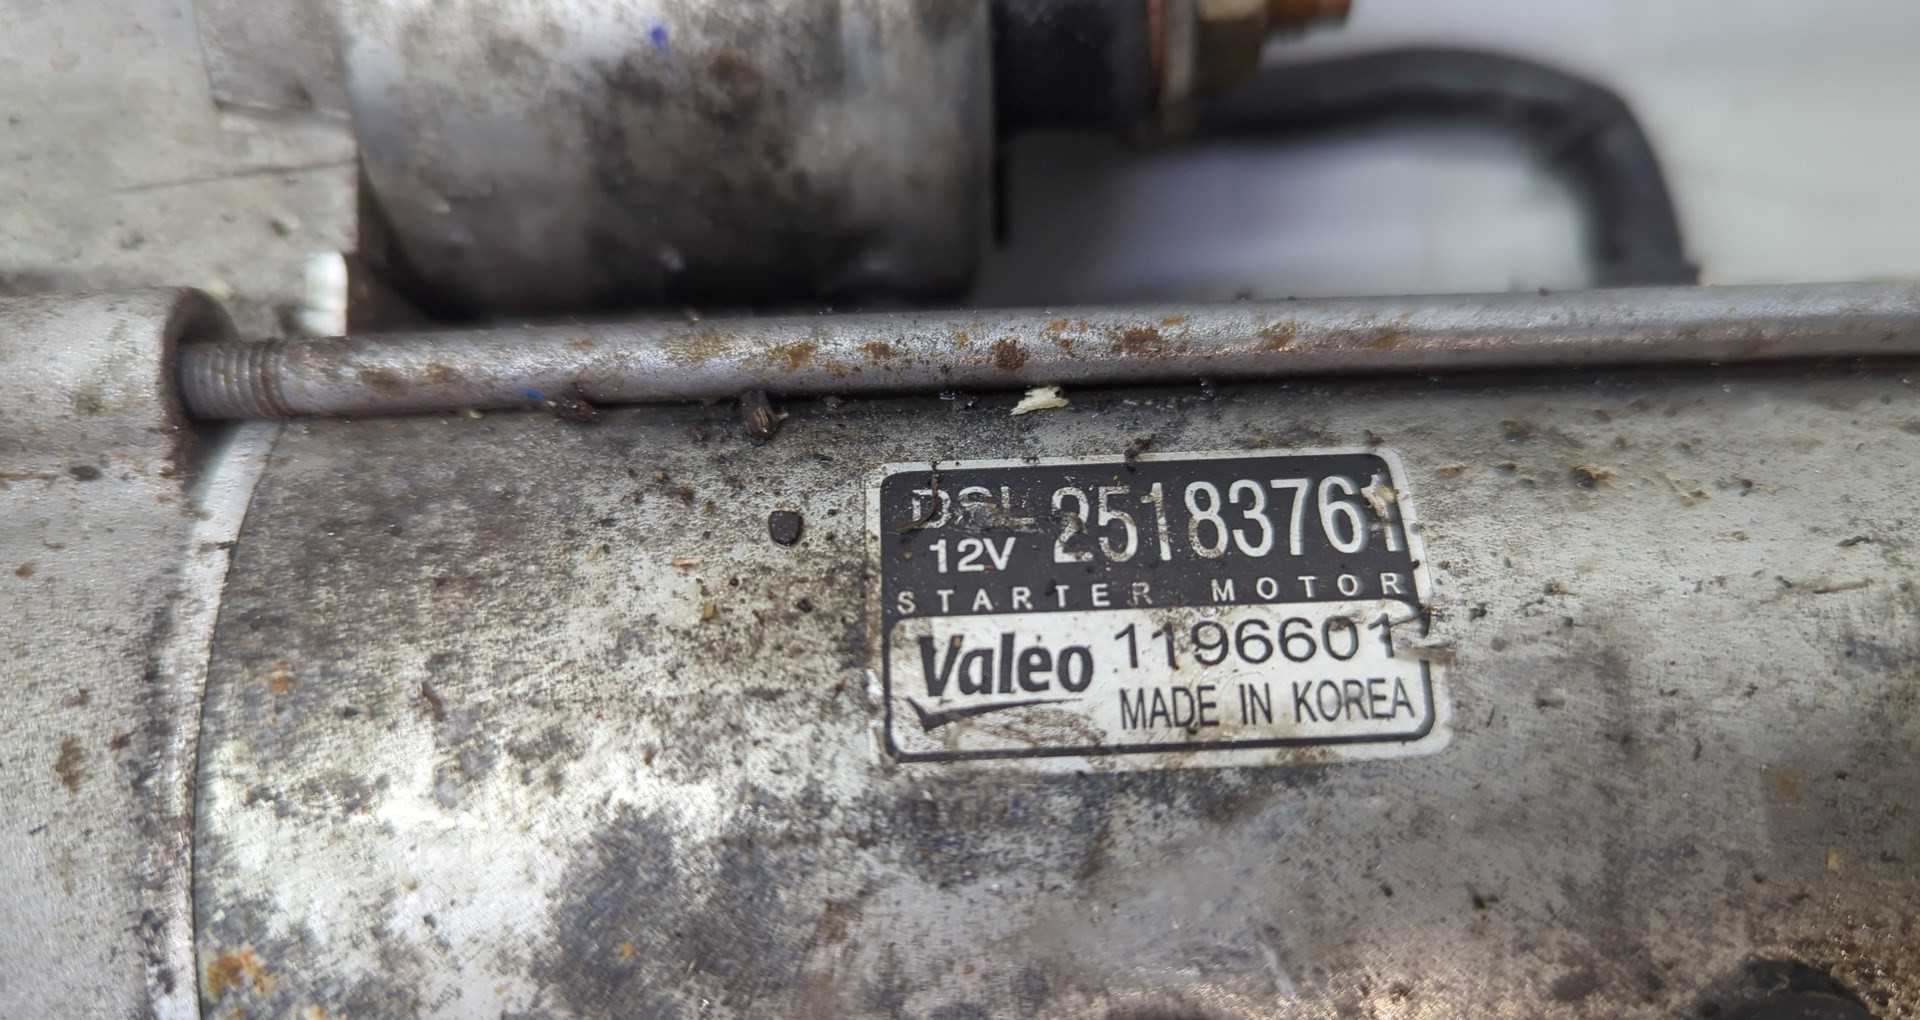 DSL 25183761
12V
STARTER MOTOR
Valeo 1196601
MADE IN KOREA